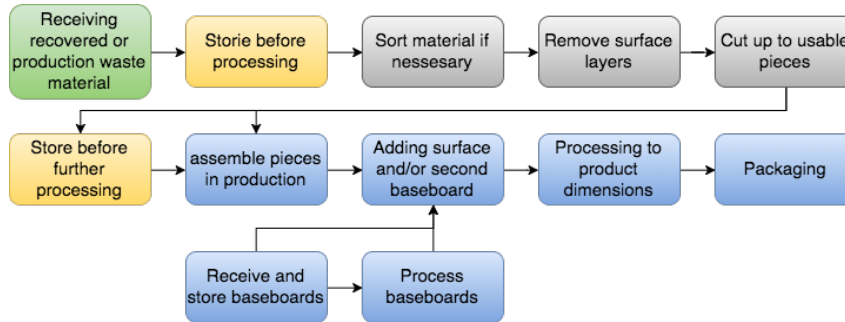 Receiving
recovered or
production waste
material
Storie before
processing
Sort material if
nessesary
Remove surface
layers
Cut up to usable
pieces
Store before
further
processing
assemble pieces
in production
Adding surface
and/or second
baseboard
Processing to
product
dimensions
Packaging
Receive and
store baseboards
Process
baseboards